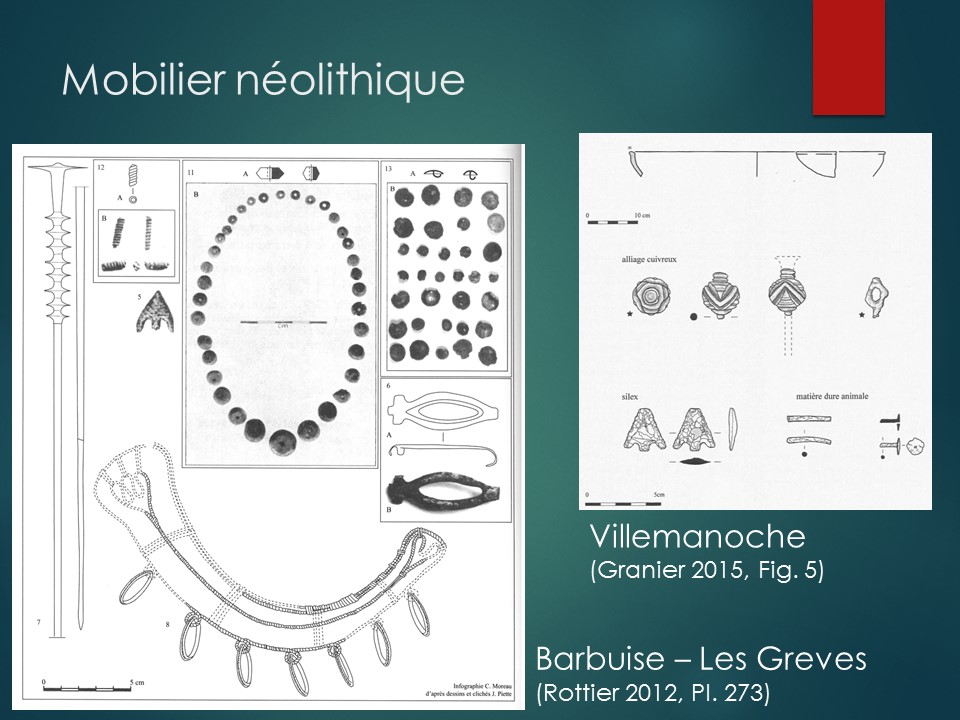 Mobilier néolithique
12
A
B
5
11
A
B
cm
13
A
B
6
A
B
7
8
0 5 cm
Infographie C. Moreau
d'après dessins et clichés J. Piette
0 10 cm
alliage cuivreux
silex
matière dure animale
0 5cm
Villemanoche
(Granier 2015, Fig. 5)
Barbuise – Les Greves
(Rottier 2012, Pl. 273)